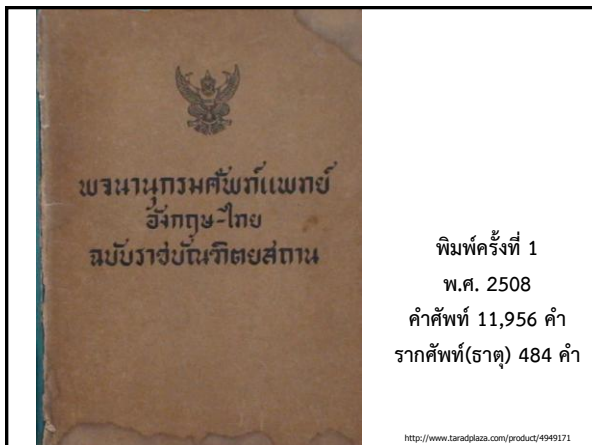 พจนานุกรมศัพท์แพทย์
อังกฤษ-ไทย
ฉบับราชบัณฑิตยสถาน
พิมพ์ครั้งที่ 1
พ.ศ. 2508
คำศัพท์ 11,956 คำ
รากศัพท์(ธาตุ) 484 คำ
http://www.taradplaza.com/product/4949171